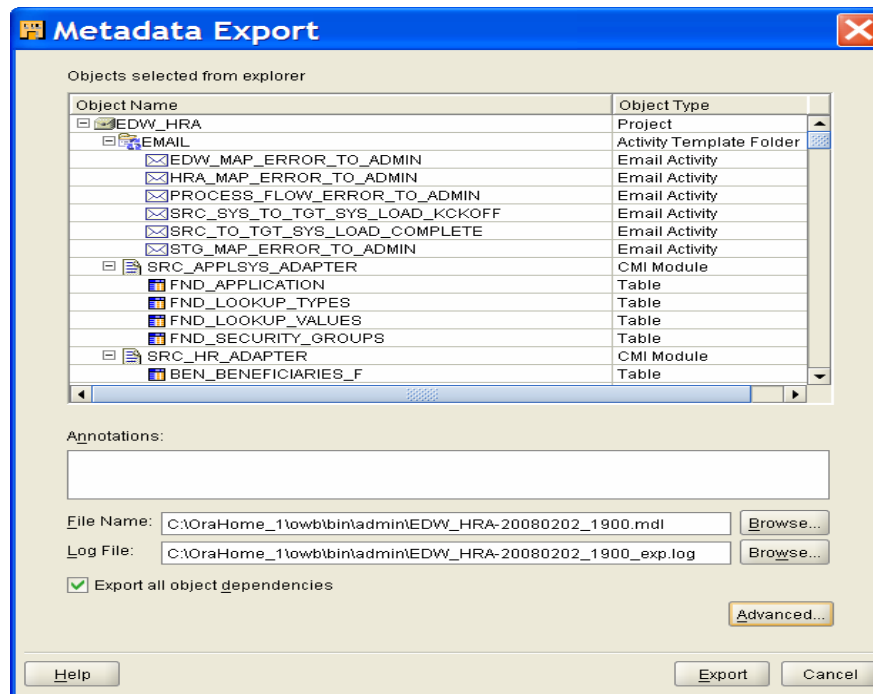 Metadata Export
Objects selected from explorer
Object Name Object Type
EDW_HRA Project
EMAIL Activity Template Folder
EDW_MAP_ERROR_TO_ADMIN Email Activity
HRA_MAP_ERROR_TO_ADMIN Email Activity
PROCESS_FLOW_ERROR_TO_ADMIN Email Activity
SRC_SYS_TO_TGT_SYS_LOAD_KCKOFF Email Activity
SRC_TO_TGT_SYS_LOAD_COMPLETE Email Activity
STG_MAP_ERROR_TO_ADMIN Email Activity
SRC_APPLSYS_ADAPTER CMI Module
FND_APPLICATION Table
FND_LOOKUP_TYPES Table
FND_LOOKUP_VALUES Table
FND_SECURITY_GROUPS Table
SRC_HR_ADAPTER CMI Module
BEN_BENEFICIARIES_F Table
Annotations:
File Name: C:\OraHome_1\owb\bin\admin\EDW_HRA-20080202_1900.mdl Browse...
Log File: C:\OraHome_1\owb\bin\admin\EDW_HRA-20080202_1900_exp.log Browse...
Export all object dependencies
Advanced...
Help Export Cancel